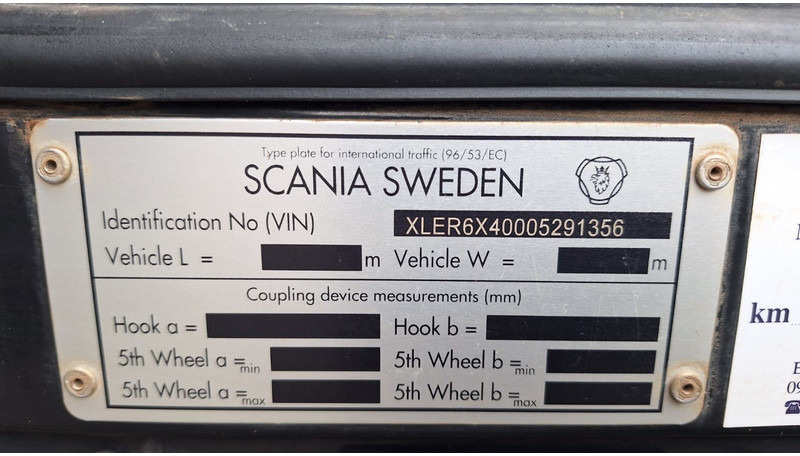 Type plate for international traffic (96/53/EC)
SCANIA SWEDEN
Identification No (VIN) XLER6X40005291356
Vehicle L = m Vehicle W = m
Coupling device measurements (mm)
Hook a = Hook b =
5th Wheel a =min 5th Wheel b =min
5th Wheel a =max 5th Wheel b =max
km
09